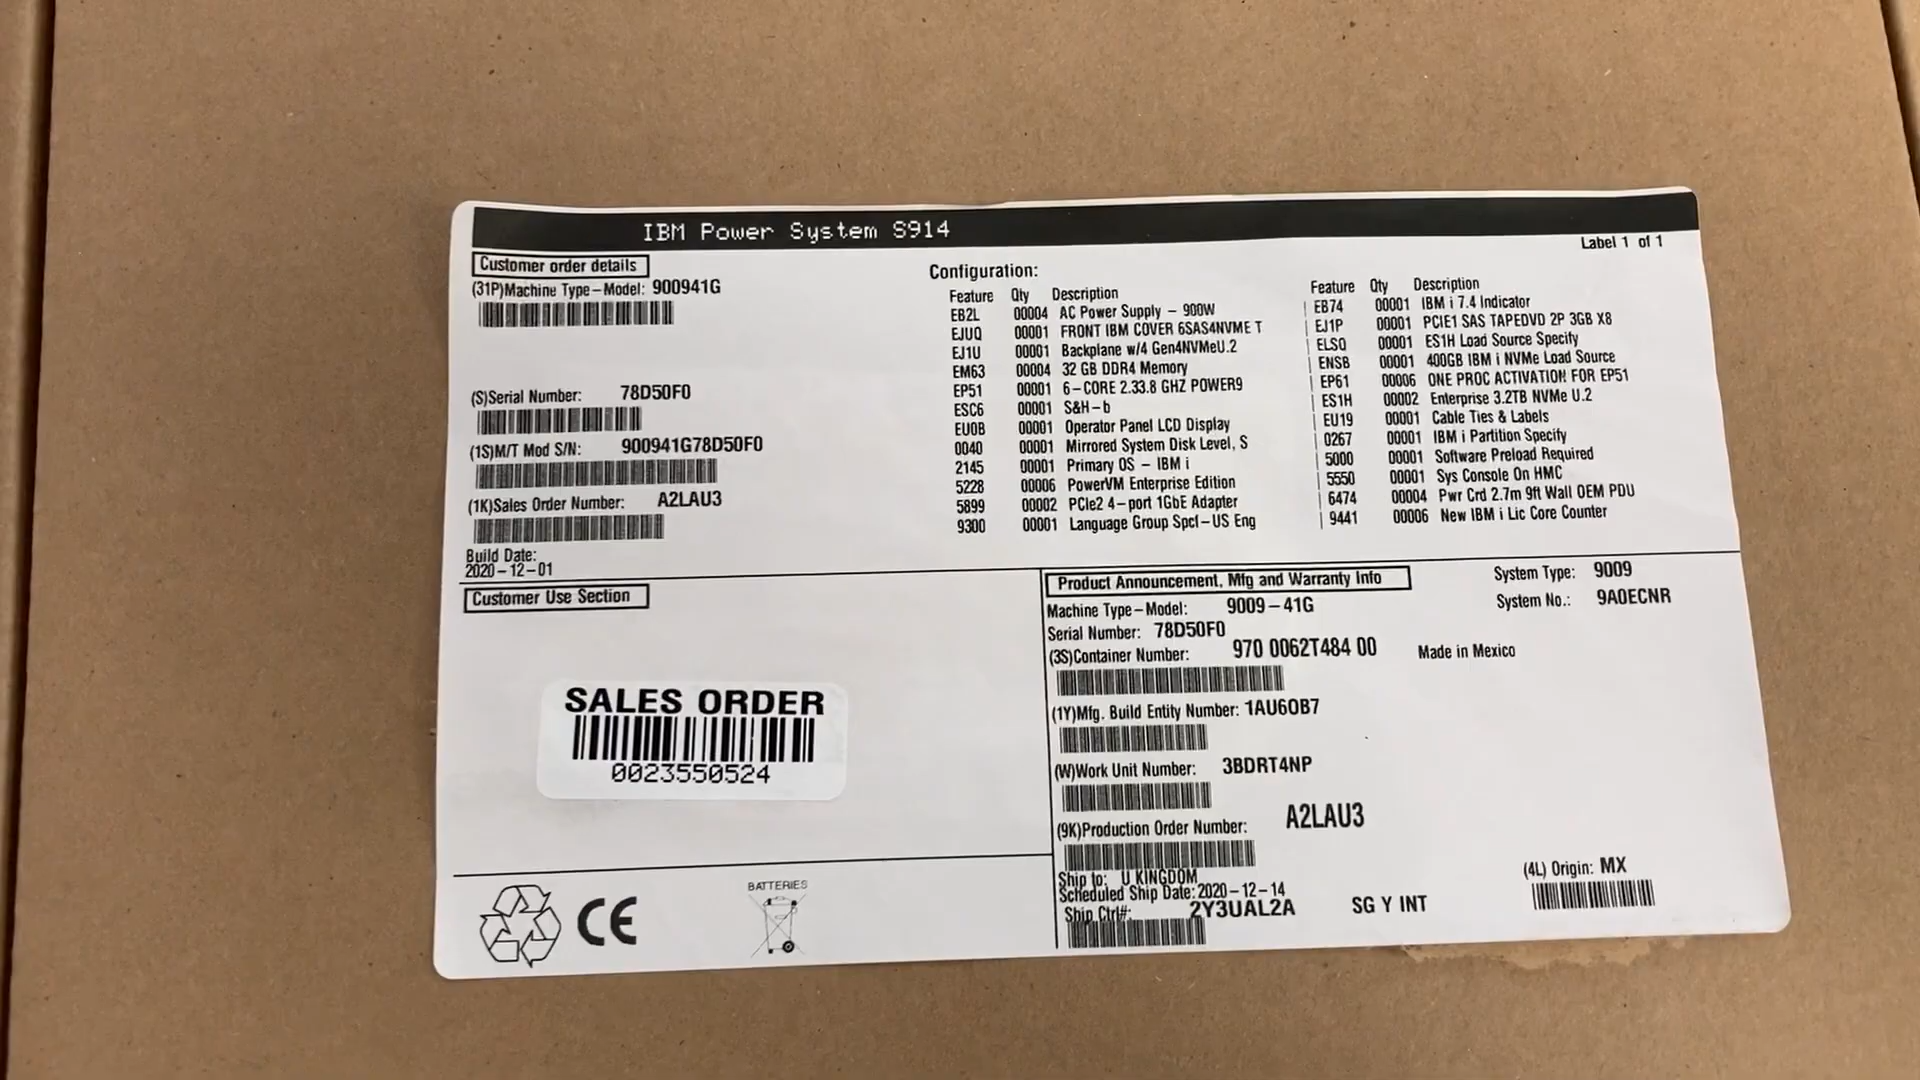 IBM Power System S914
Label 1 of 1
Customer order details
(31P)Machine Type-Model: 900941G
(S)Serial Number: 78D50F0
(1S)M/T Mod S/N: 900941G78D50F0
(1K)Sales Order Number: A2LAU3
Build Date:
2020-12-01
Configuration:
Feature Qty Description
EB2L 00004 AC Power Supply - 900W
EJUQ 00001 FRONT IBM COVER 6SAS4NVME T
EJ1U 00001 Backplane w/4 Gen4NVMeU.2
EM63 00004 32 GB DDR4 Memory
EP51 00001 6-CORE 2.33.8 GHZ POWER9
ESC6 00001 S&H-b
EU0B 00001 Operator Panel LCD Display
0040 00001 Mirrored System Disk Level, S
2145 00001 Primary OS - IBM i
5228 00006 PowerVM Enterprise Edition
5899 00002 PCIe2 4-port 1GbE Adapter
9300 00001 Language Group Spcf-US Eng
Feature Qty Description
EB74 00001 IBM i 7.4 Indicator
EJ1P 00001 PCIE1 SAS TAPEDVD 2P 3GB X8
ELSQ 00001 ES1H Load Source Specify
ENSB 00001 400GB IBM i NVMe Load Source
EP61 00006 ONE PROC ACTIVATION FOR EP51
ES1H 00002 Enterprise 3.2TB NVMe U.2
EU19 00001 Cable Ties & Labels
0267 00001 IBM i Partition Specify
5000 00001 Software Preload Required
5550 00001 Sys Console On HMC
6474 00004 Pwr Crd 2.7m 9ft Wall OEM PDU
9441 00006 New IBM i Lic Core Counter
Customer Use Section
SALES ORDER
0023550524
BATTERIES
CE
Product Announcement, Mfg and Warranty Info
System Type: 9009
System No.: 9A0ECNR
Machine Type-Model: 9009-41G
Serial Number: 78D50F0
(3S)Container Number: 970 0062T484 00
Made in Mexico
(1Y)Mfg. Build Entity Number: 1AU60B7
(W)Work Unit Number: 3BDRT4NP
(9K)Production Order Number: A2LAU3
Ship to: U KINGDOM
Scheduled Ship Date: 2020-12-14
Ship Ctrl#: 2Y3UAL2A
SG Y INT
(4L) Origin: MX